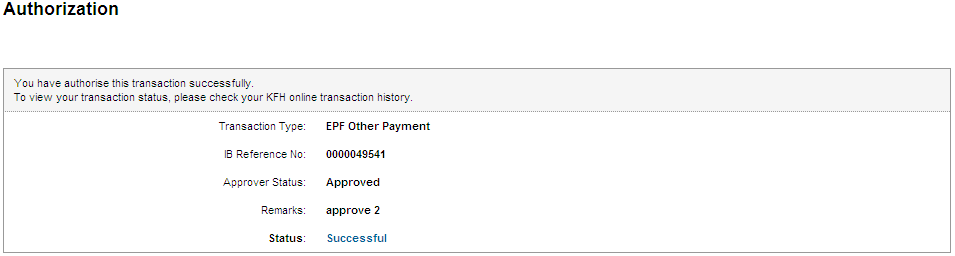 Authorization
You have authorise this transaction successfully.
To view your transaction status, please check your KFH online transaction history.
Transaction Type: EPF Other Payment
IB Reference No: 0000049541
Approver Status: Approved
Remarks: approve 2
Status: Successful